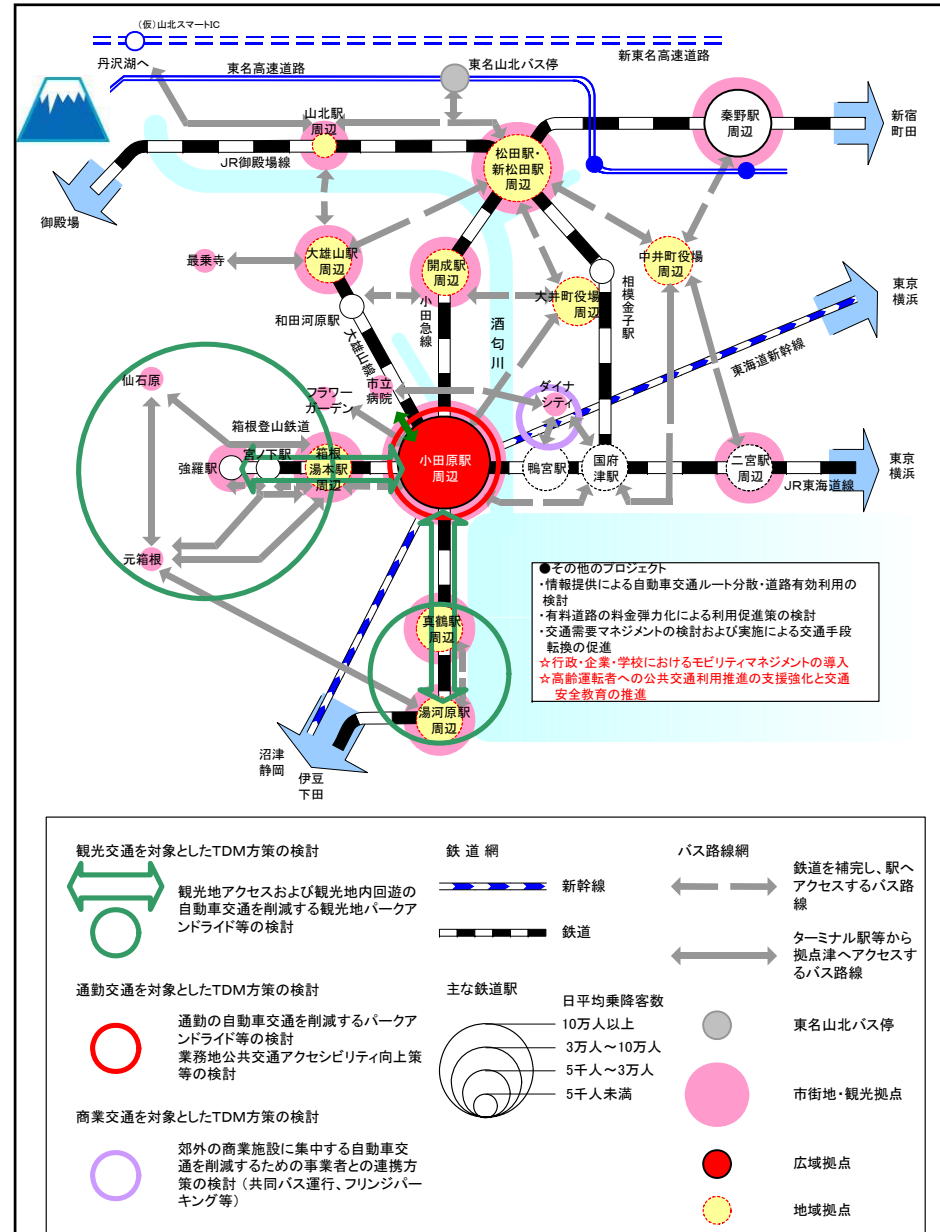 (仮)山北スマートIC
新東名高速道路
丹沢湖へ
東名高速道路
東名山北バス停
山北駅
周辺
秦野駅
周辺
新宿
町田
JR御殿場線
松田駅・
新松田駅
周辺
御殿場
最乗寺
大雄山駅
周辺
開成駅
周辺
中井町役場
周辺
大井町役場
周辺
相模金子駅
東京
横浜
和田河原駅
小田急線
酒匂川
大雄山線
東海道新幹線
仙石原
フラワー
ガーデン
市立
病院
ダイナ
シティ
箱根登山鉄道
宮ノ下駅
強羅駅
箱根
湯本駅
周辺
小田原駅
周辺
鴨宮駅
国府
津駅
二宮駅
周辺
東京
横浜
JR東海道線
元箱根
●その他のプロジェクト
・情報提供による自動車交通ルート分散・道路有効利用の
検討
・有料道路の料金弾力化による利用促進策の検討
・交通需要マネジメントの検討および実施による交通手段
転換の促進
☆行政・企業・学校におけるモビリティマネジメントの導入
☆高齢運転者への公共交通利用推進の支援強化と交通
安全教育の推進
真鶴駅
周辺
湯河原駅
周辺
沼津
静岡
伊豆
下田
観光交通を対象としたTDM方策の検討
観光地アクセスおよび観光地内回遊の
自動車交通を削減する観光地パークア
ンドライド等の検討
通勤交通を対象としたTDM方策の検討
通勤の自動車交通を削減するパークア
ンドライド等の検討
業務地公共交通アクセシビリティ向上策
等の検討
商業交通を対象としたTDM方策の検討
郊外の商業施設に集中する自動車交
通を削減するための事業者との連携方
策の検討(共同バス運行、フリンジパー
キング等)
鉄道網
新幹線
鉄道
主な鉄道駅
日平均乗降客数
10万人以上
3万人~10万人
5千人~3万人
5千人未満
バス路線網
鉄道を補完し、駅へ
アクセスするバス路
線
ターミナル駅等から
拠点津へアクセスす
るバス路線
東名山北バス停
市街地・観光拠点
広域拠点
地域拠点